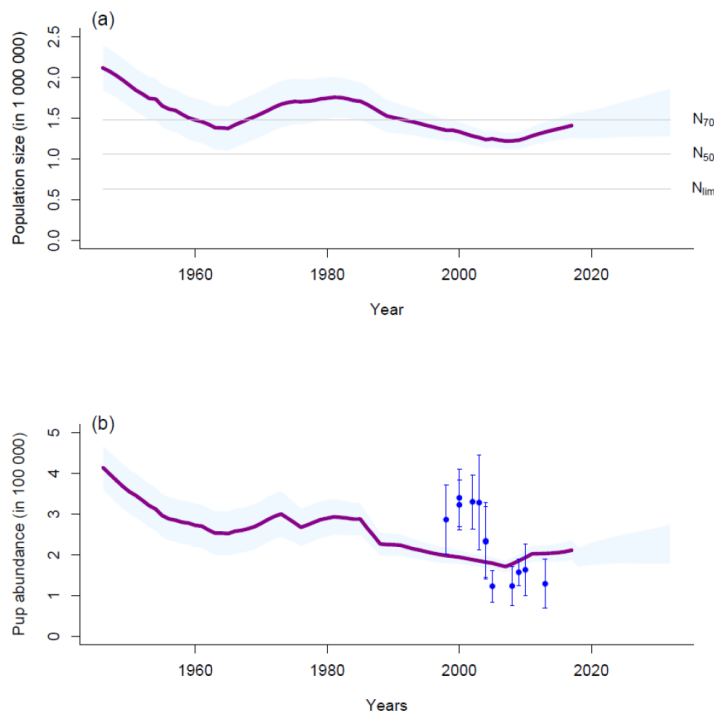 (a)
Population size (in 1 000 000)
2.5
2.0
1.5
1.0
0.5
0.0
N70
N50
Nlim
1960 1980 2000 2020
Year
(b)
Pup abundance (in 100 000)
5
4
3
2
1
0
1960 1980 2000 2020
Years